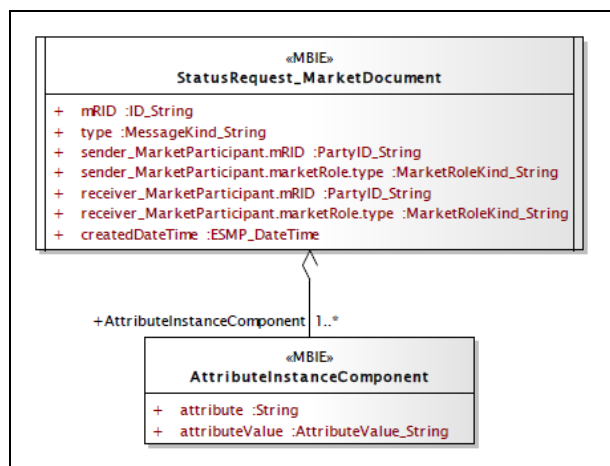 «MBIE»
StatusRequest_MarketDocument
+ mRID :ID_String
+ type :MessageKind_String
+ sender_MarketParticipant.mRID :PartyID_String
+ sender_MarketParticipant.marketRole.type :MarketRoleKind_String
+ receiver_MarketParticipant.mRID :PartyID_String
+ receiver_MarketParticipant.marketRole.type :MarketRoleKind_String
+ createdDateTime :ESMP_DateTime
+AttributeInstanceComponent 1..*
«MBIE»
AttributeInstanceComponent
+ attribute :String
+ attributeValue :AttributeValue_String